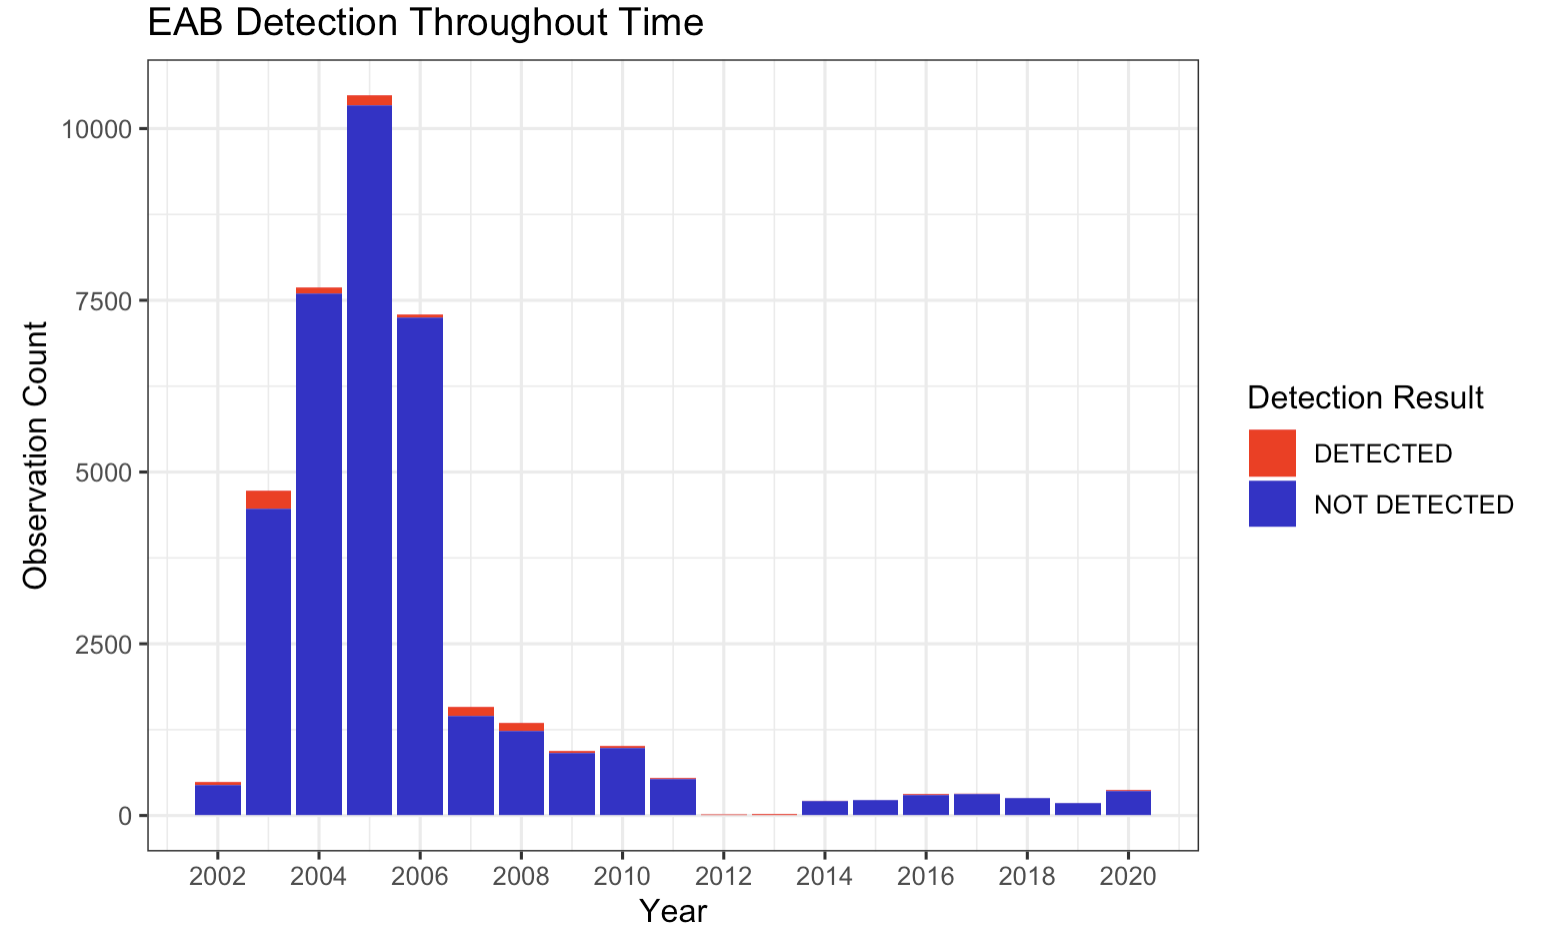 EAB Detection Throughout Time
Observation Count
10000
7500
5000
2500
0
2002 2004 2006 2008 2010 2012 2014 2016 2018 2020
Year
Detection Result
DETECTED
NOT DETECTED